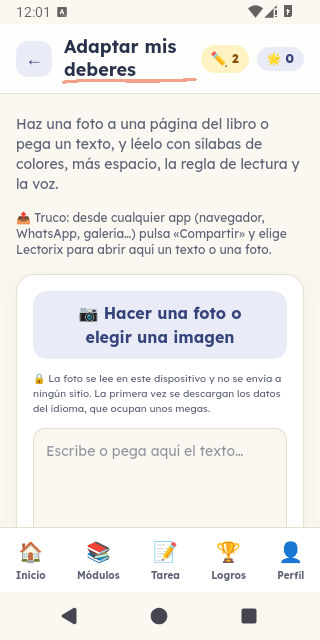 12:01 A
← Adaptar mis deberes ✏️ 2 🌟 0
Haz una foto a una página del libro o
pega un texto, y léelo con sílabas de
colores, más espacio, la regla de lectura y
la voz.
📤 Truco: desde cualquier app (navegador,
WhatsApp, galería…) pulsa «Compartir» y elige
Lectorix para abrir aquí un texto o una foto.
📷 Hacer una foto o
elegir una imagen
🔒 La foto se lee en este dispositivo y no se envía a
ningún sitio. La primera vez se descargan los datos
del idioma, que ocupan unos megas.
Escribe o pega aquí el texto…
Inicio Módulos Tarea Logros Perfil